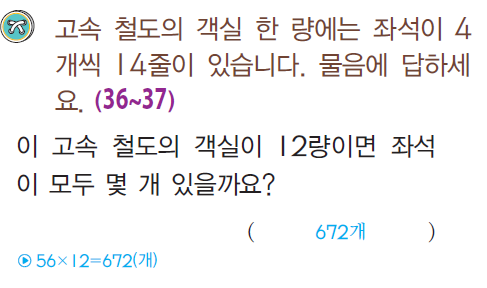 고속 철도의 객실 한 량에는 좌석이 4
개씩 14줄이 있습니다. 물음에 답하세
요. (36~37)
이 고속 철도의 객실이 12량이면 좌석
이 모두 몇 개 있을까요?
( 672개 )
56×12=672(개)